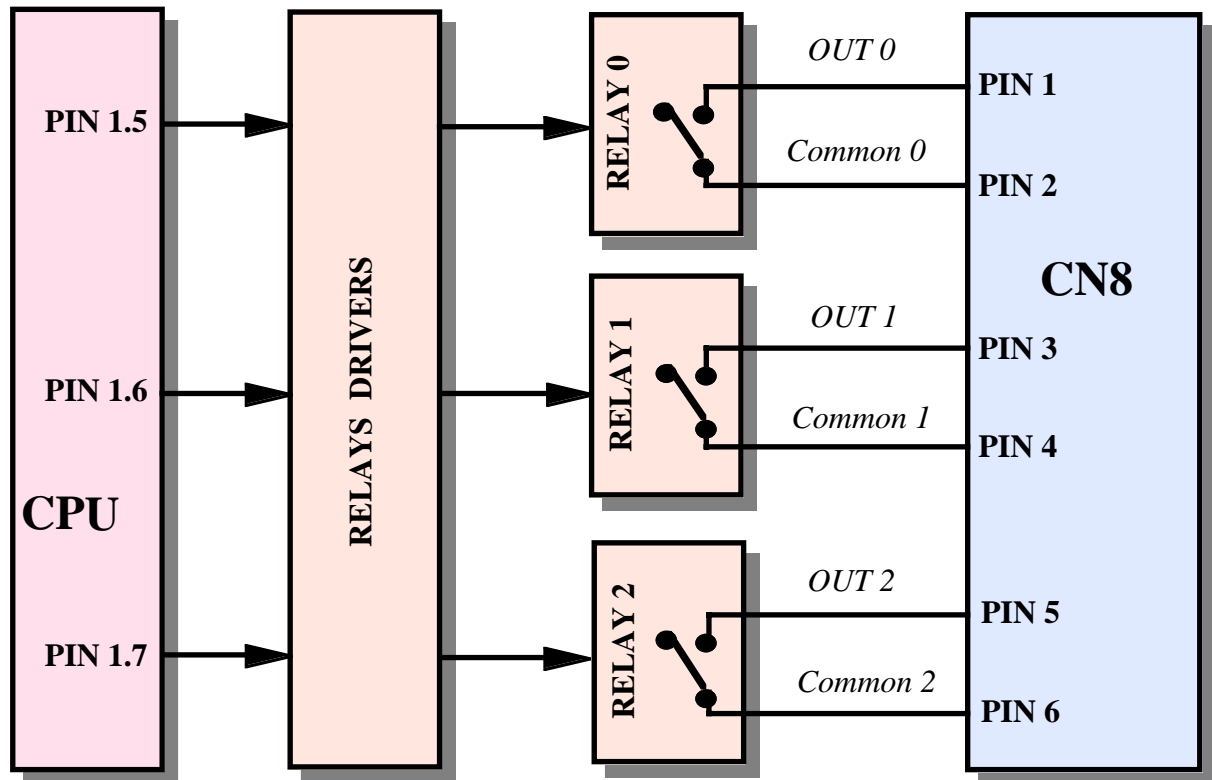 PIN 1.5
PIN 1.6
CPU
PIN 1.7
RELAYS DRIVERS
RELAY 0
RELAY 1
RELAY 2
OUT 0
Common 0
OUT 1
Common 1
OUT 2
Common 2
PIN 1
PIN 2
CN8
PIN 3
PIN 4
PIN 5
PIN 6